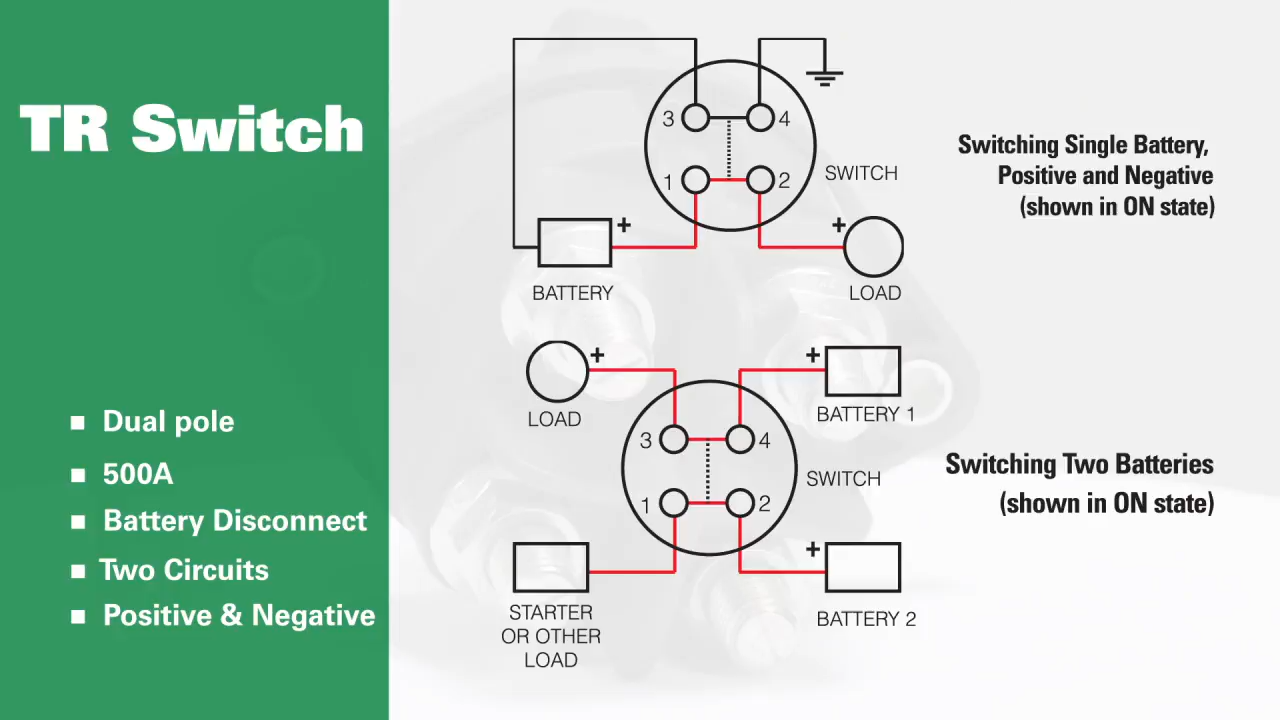 TR Switch
Dual pole
500A
Battery Disconnect
Two Circuits
Positive & Negative
3
4
1
2
SWITCH
+
+
BATTERY
LOAD
Switching Single Battery,
Positive and Negative
(shown in ON state)
+
+
LOAD
BATTERY 1
3
4
SWITCH
1
2
+
STARTER
OR OTHER
LOAD
BATTERY 2
Switching Two Batteries
(shown in ON state)